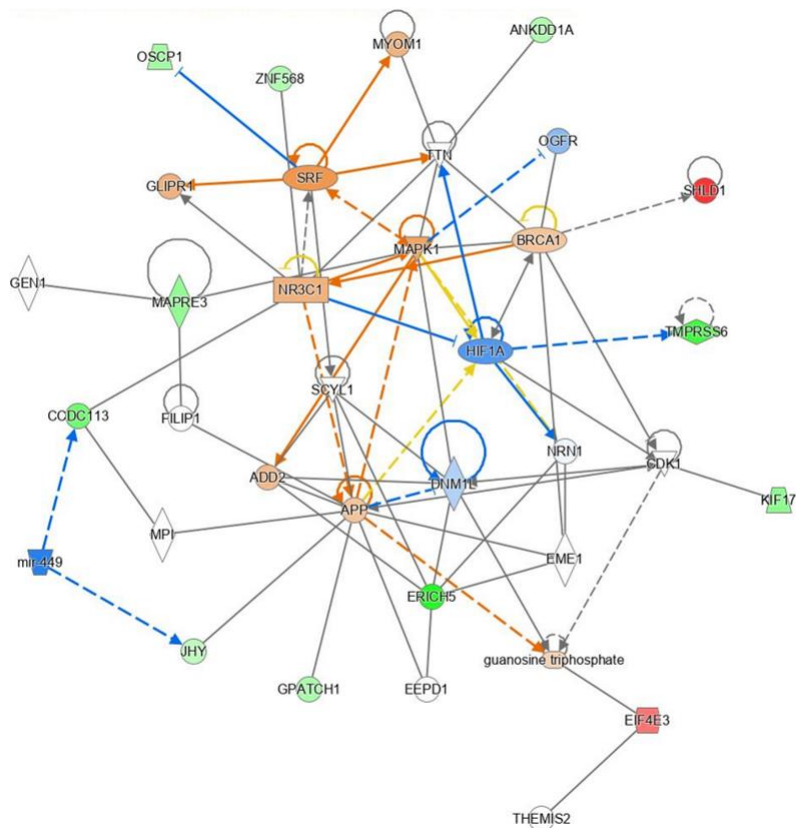 MYOM1
ANKDD1A
OSCP1
ZNF568
OGFR
TTN
SHLD1
GLIPR1
SRF
BRCA1
MAPK1
GEN1
NR3C1
MAPRE3
TMPRSS6
HIF1A
SCYL1
CCDC113
FILIP1
NRN1
CDK1
ADD2
DNM1L
KIF17
APP
MPI
EME1
mir-449
ERICH5
JHY
guanosine triphosphate
GPATCH1
EEPD1
EIF4E3
THEMIS2